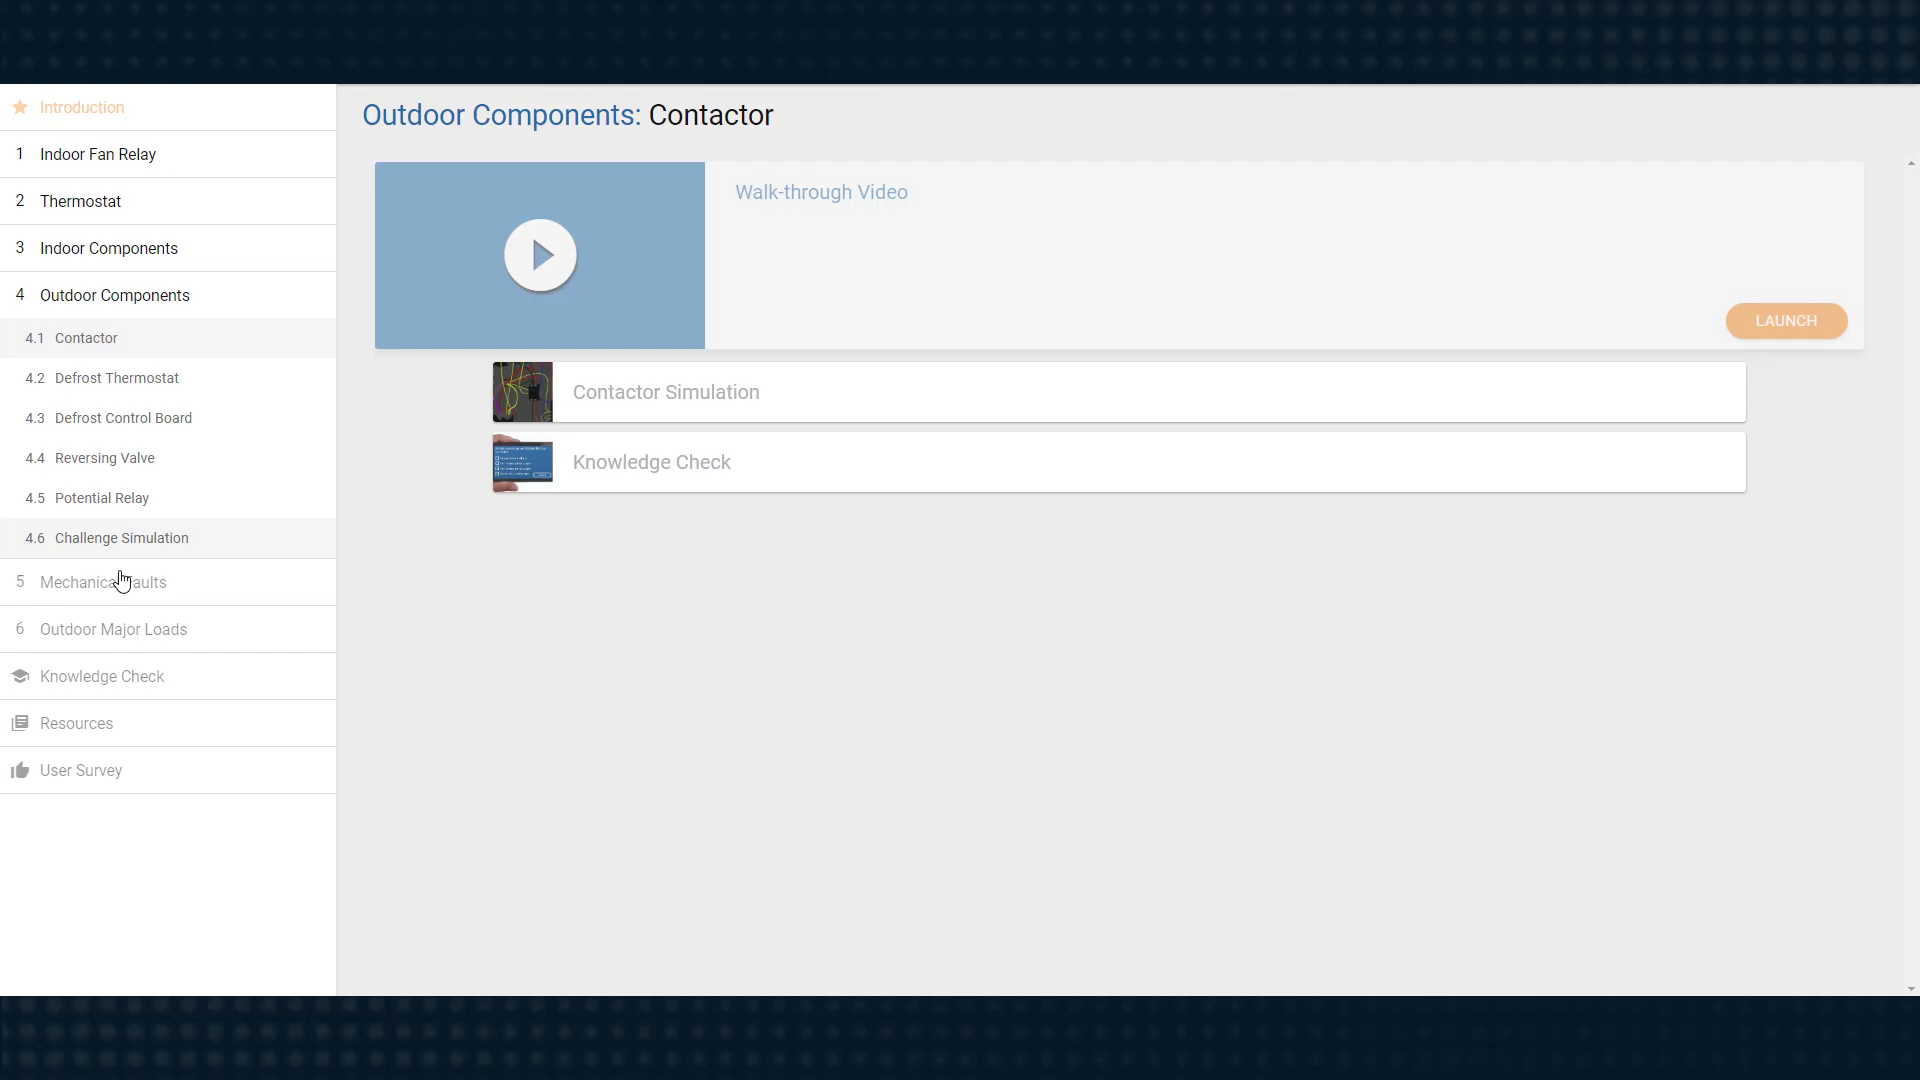 Introduction
1 Indoor Fan Relay
2 Thermostat
3 Indoor Components
4 Outdoor Components
4.1 Contactor
4.2 Defrost Thermostat
4.3 Defrost Control Board
4.4 Reversing Valve
4.5 Potential Relay
4.6 Challenge Simulation
5 Mechanical Faults
6 Outdoor Major Loads
Knowledge Check
Resources
User Survey
Outdoor Components: Contactor
Walk-through Video
LAUNCH
Contactor Simulation
Knowledge Check